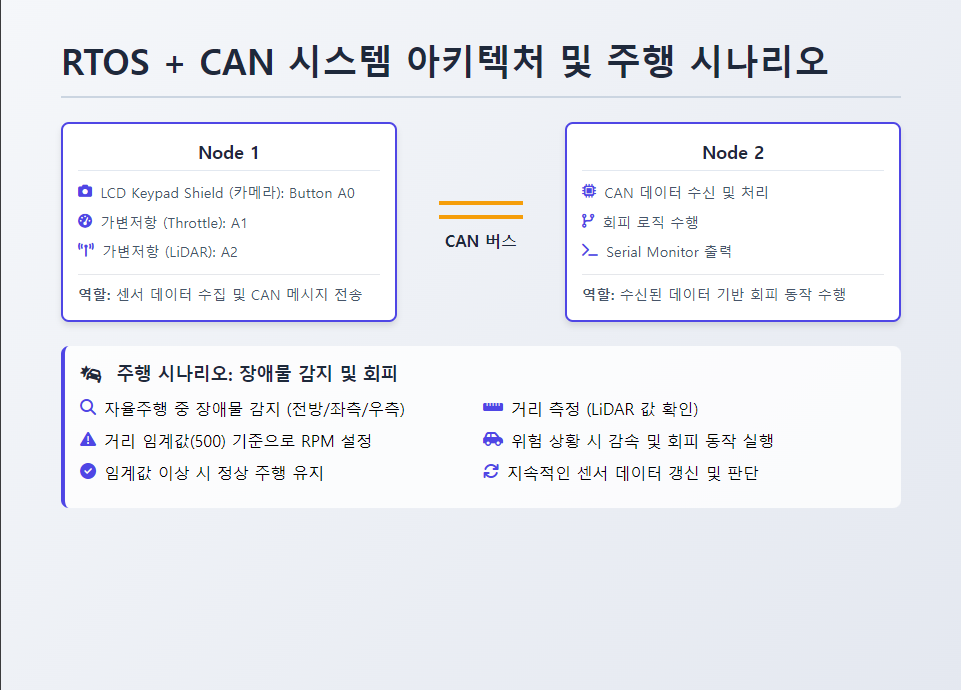 RTOS + CAN 시스템 아키텍처 및 주행 시나리오
Node 1
LCD Keypad Shield (카메라): Button A0
가변저항 (Throttle): A1
가변저항 (LiDAR): A2
역할: 센서 데이터 수집 및 CAN 메시지 전송
CAN 버스
Node 2
CAN 데이터 수신 및 처리
회피 로직 수행
Serial Monitor 출력
역할: 수신된 데이터 기반 회피 동작 수행
주행 시나리오: 장애물 감지 및 회피
자율주행 중 장애물 감지 (전방/좌측/우측)
거리 측정 (LiDAR 값 확인)
거리 임계값(500) 기준으로 RPM 설정
위험 상황 시 감속 및 회피 동작 실행
임계값 이상 시 정상 주행 유지
지속적인 센서 데이터 갱신 및 판단